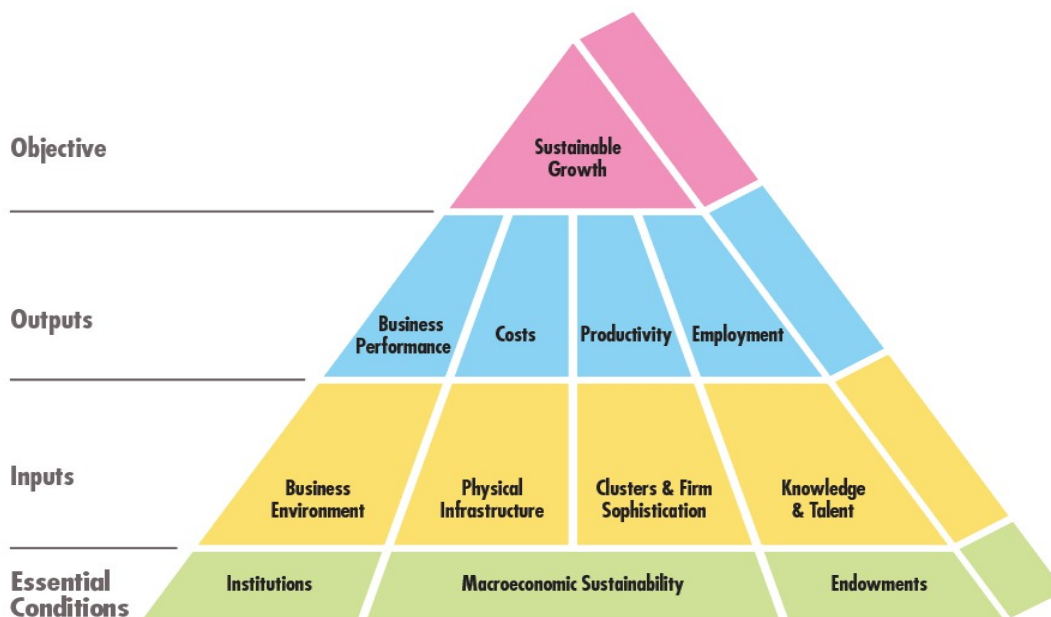 Objective
Sustainable
Growth
Outputs
Business
Performance
Costs
Productivity
Employment
Inputs
Business
Environment
Physical
Infrastructure
Clusters & Firm
Sophistication
Knowledge
& Talent
Essential
Conditions
Institutions
Macroeconomic Sustainability
Endowments